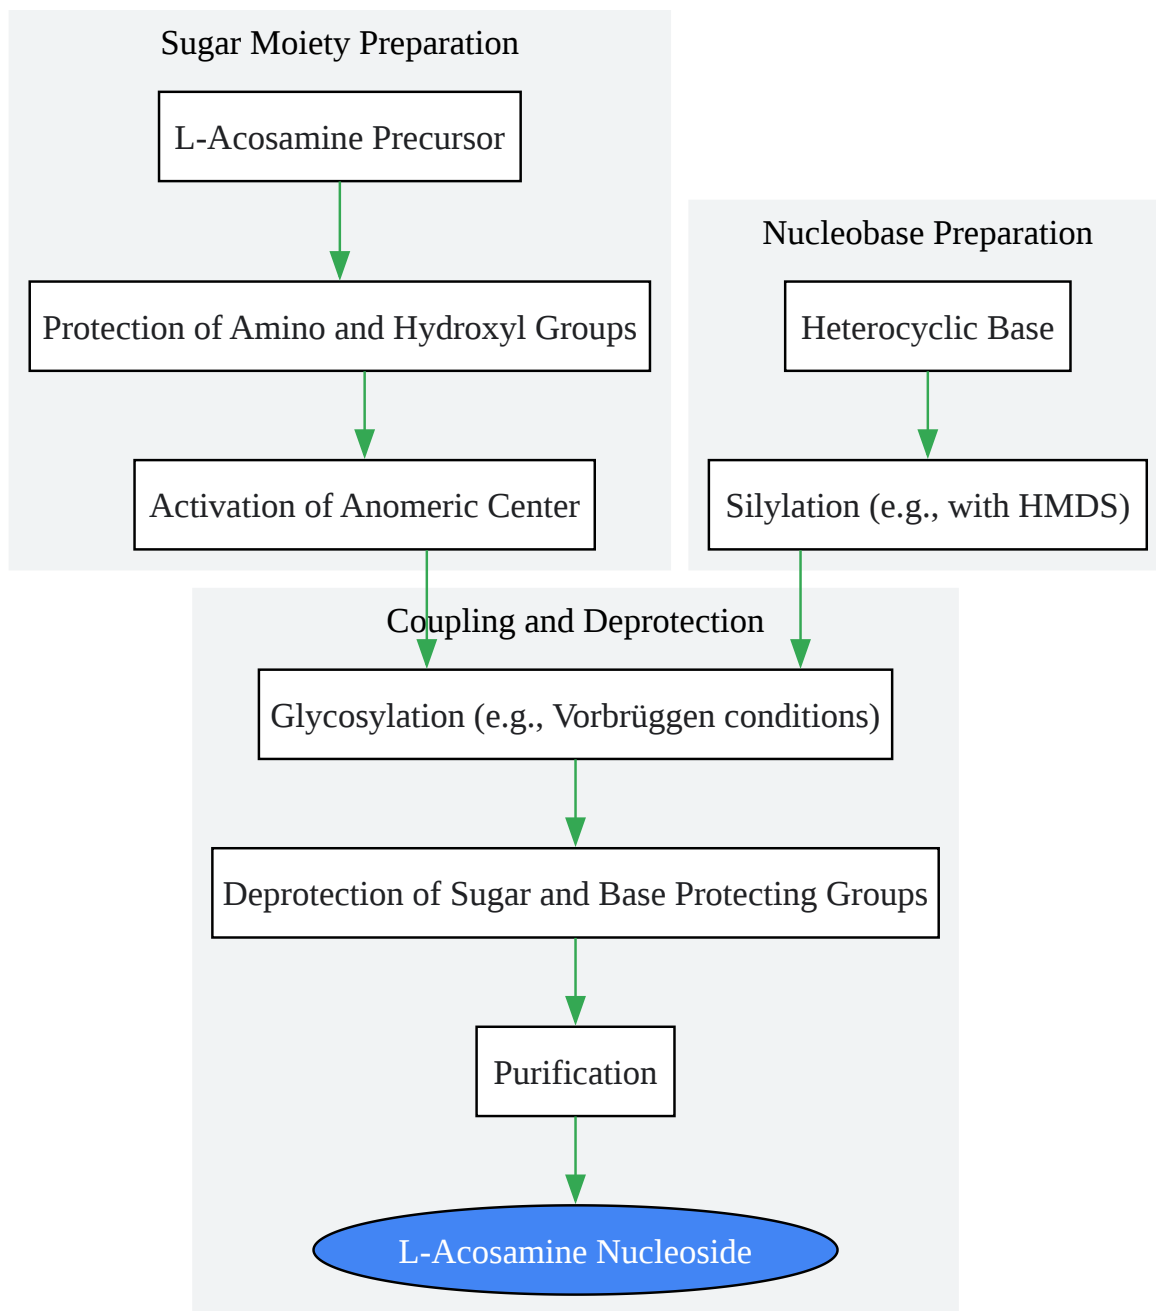 Sugar Moiety Preparation
L-Acosamine Precursor
Protection of Amino and Hydroxyl Groups
Activation of Anomeric Center
Nucleobase Preparation
Heterocyclic Base
Silylation (e.g., with HMDS)
Coupling and Deprotection
Glycosylation (e.g., Vorbrüggen conditions)
Deprotection of Sugar and Base Protecting Groups
Purification
L-Acosamine Nucleoside